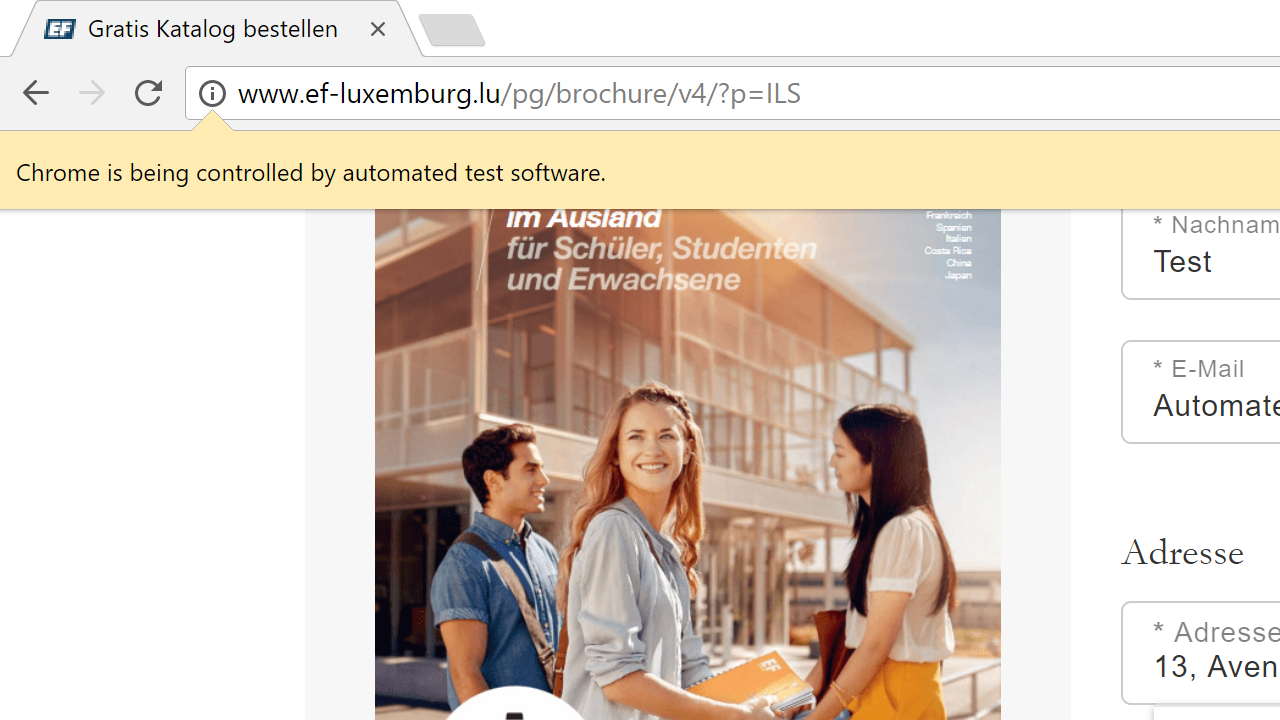 EF Gratis Katalog bestellen
www.ef-luxemburg.lu/pg/brochure/v4/?p=ILS
Chrome is being controlled by automated test software.
im Ausland
für Schüler, Studenten
und Erwachsene
Frankreich
Spanien
Italien
Costa Rica
China
Japan
EF
* Nachnam
Test
* E-Mail
Automate
Adresse
* Adresse
13, Aven